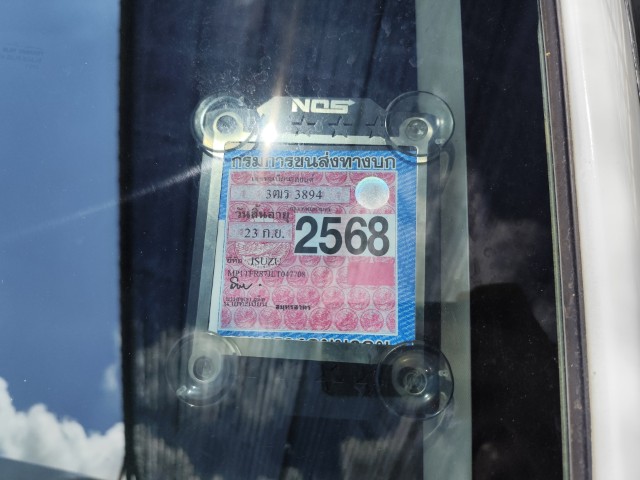 NOS
กรมการขนส่งทางบก
3ฒร 3894
วันสิ้นอายุ
23 ก.ย. 2568
ISUZU
สมุทรสาคร